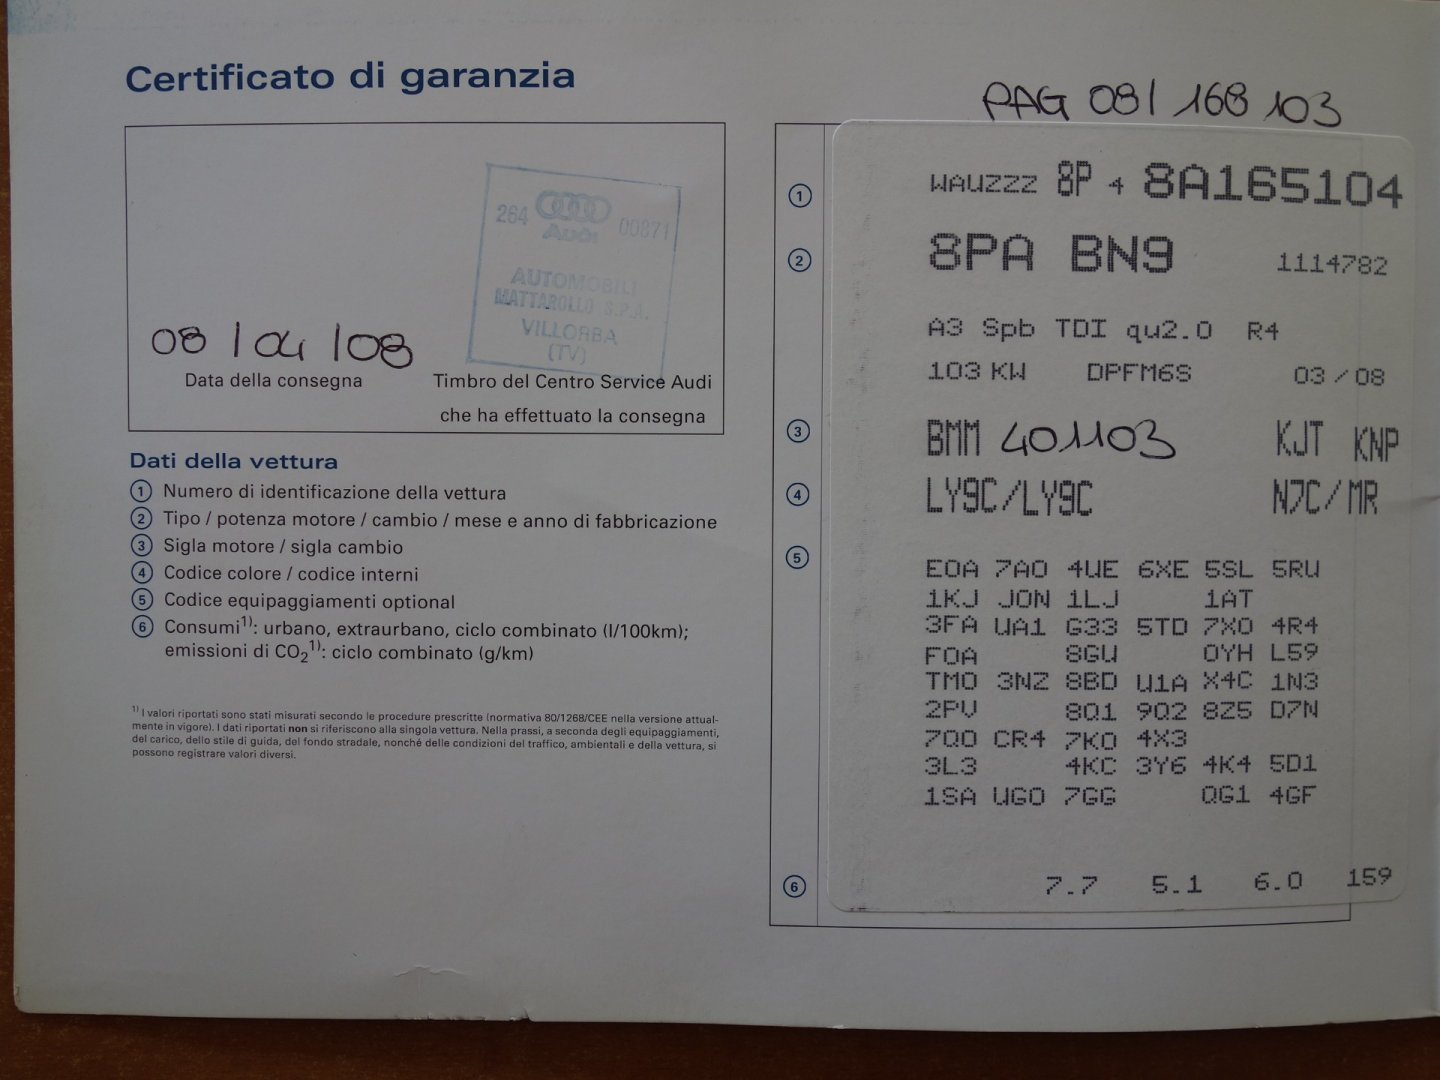 Certificato di garanzia
PAG 08/ 168 103
264 00871
Audi
AUTOMOBILI
MATTAROLLO S.P.A.
VILLORBA
(TV)
08/04/08
Data della consegna
Timbro del Centro Service Audi
che ha effettuato la consegna
Dati della vettura
1 Numero di identificazione della vettura
2 Tipo / potenza motore / cambio / mese e anno di fabbricazione
3 Sigla motore / sigla cambio
4 Codice colore / codice interni
5 Codice equipaggiamenti optional
6 Consumi1): urbano, extraurbano, ciclo combinato (l/100km);
emissioni di CO2 1): ciclo combinato (g/km)
1) I valori riportati sono stati misurati secondo le procedure prescritte (normativa 80/1268/CEE nella versione attual-
mente in vigore). I dati riportati non si riferiscono alla singola vettura. Nella prassi, a seconda degli equipaggiamenti,
del carico, dello stile di guida, del fondo stradale, nonché delle condizioni del traffico, ambientali e della vettura, si
possono registrare valori diversi.
1 WAUZZZ 8P 4 8A165104
2 8PA BN9 1114782
A3 Spb TDI qu2.0 R4
103 KW DPFM6S 03/08
3 BMM 401103 KJT KNP
4 LY9C/LY9C N7C/MR
5 E0A 7A0 4UE 6XE 5SL 5RU
1KJ J0N 1LJ 1AT
3FA UA1 G33 5TD 7X0 4R4
F0A 8GU 0YH L59
TM0 3NZ 8BD U1A X4C 1N3
2PV 8Q1 9Q2 8Z5 D7N
7Q0 CR4 7K0 4X3
3L3 4KC 3Y6 4K4 5D1
1SA UG0 7GG QG1 4GF
6 7.7 5.1 6.0 159